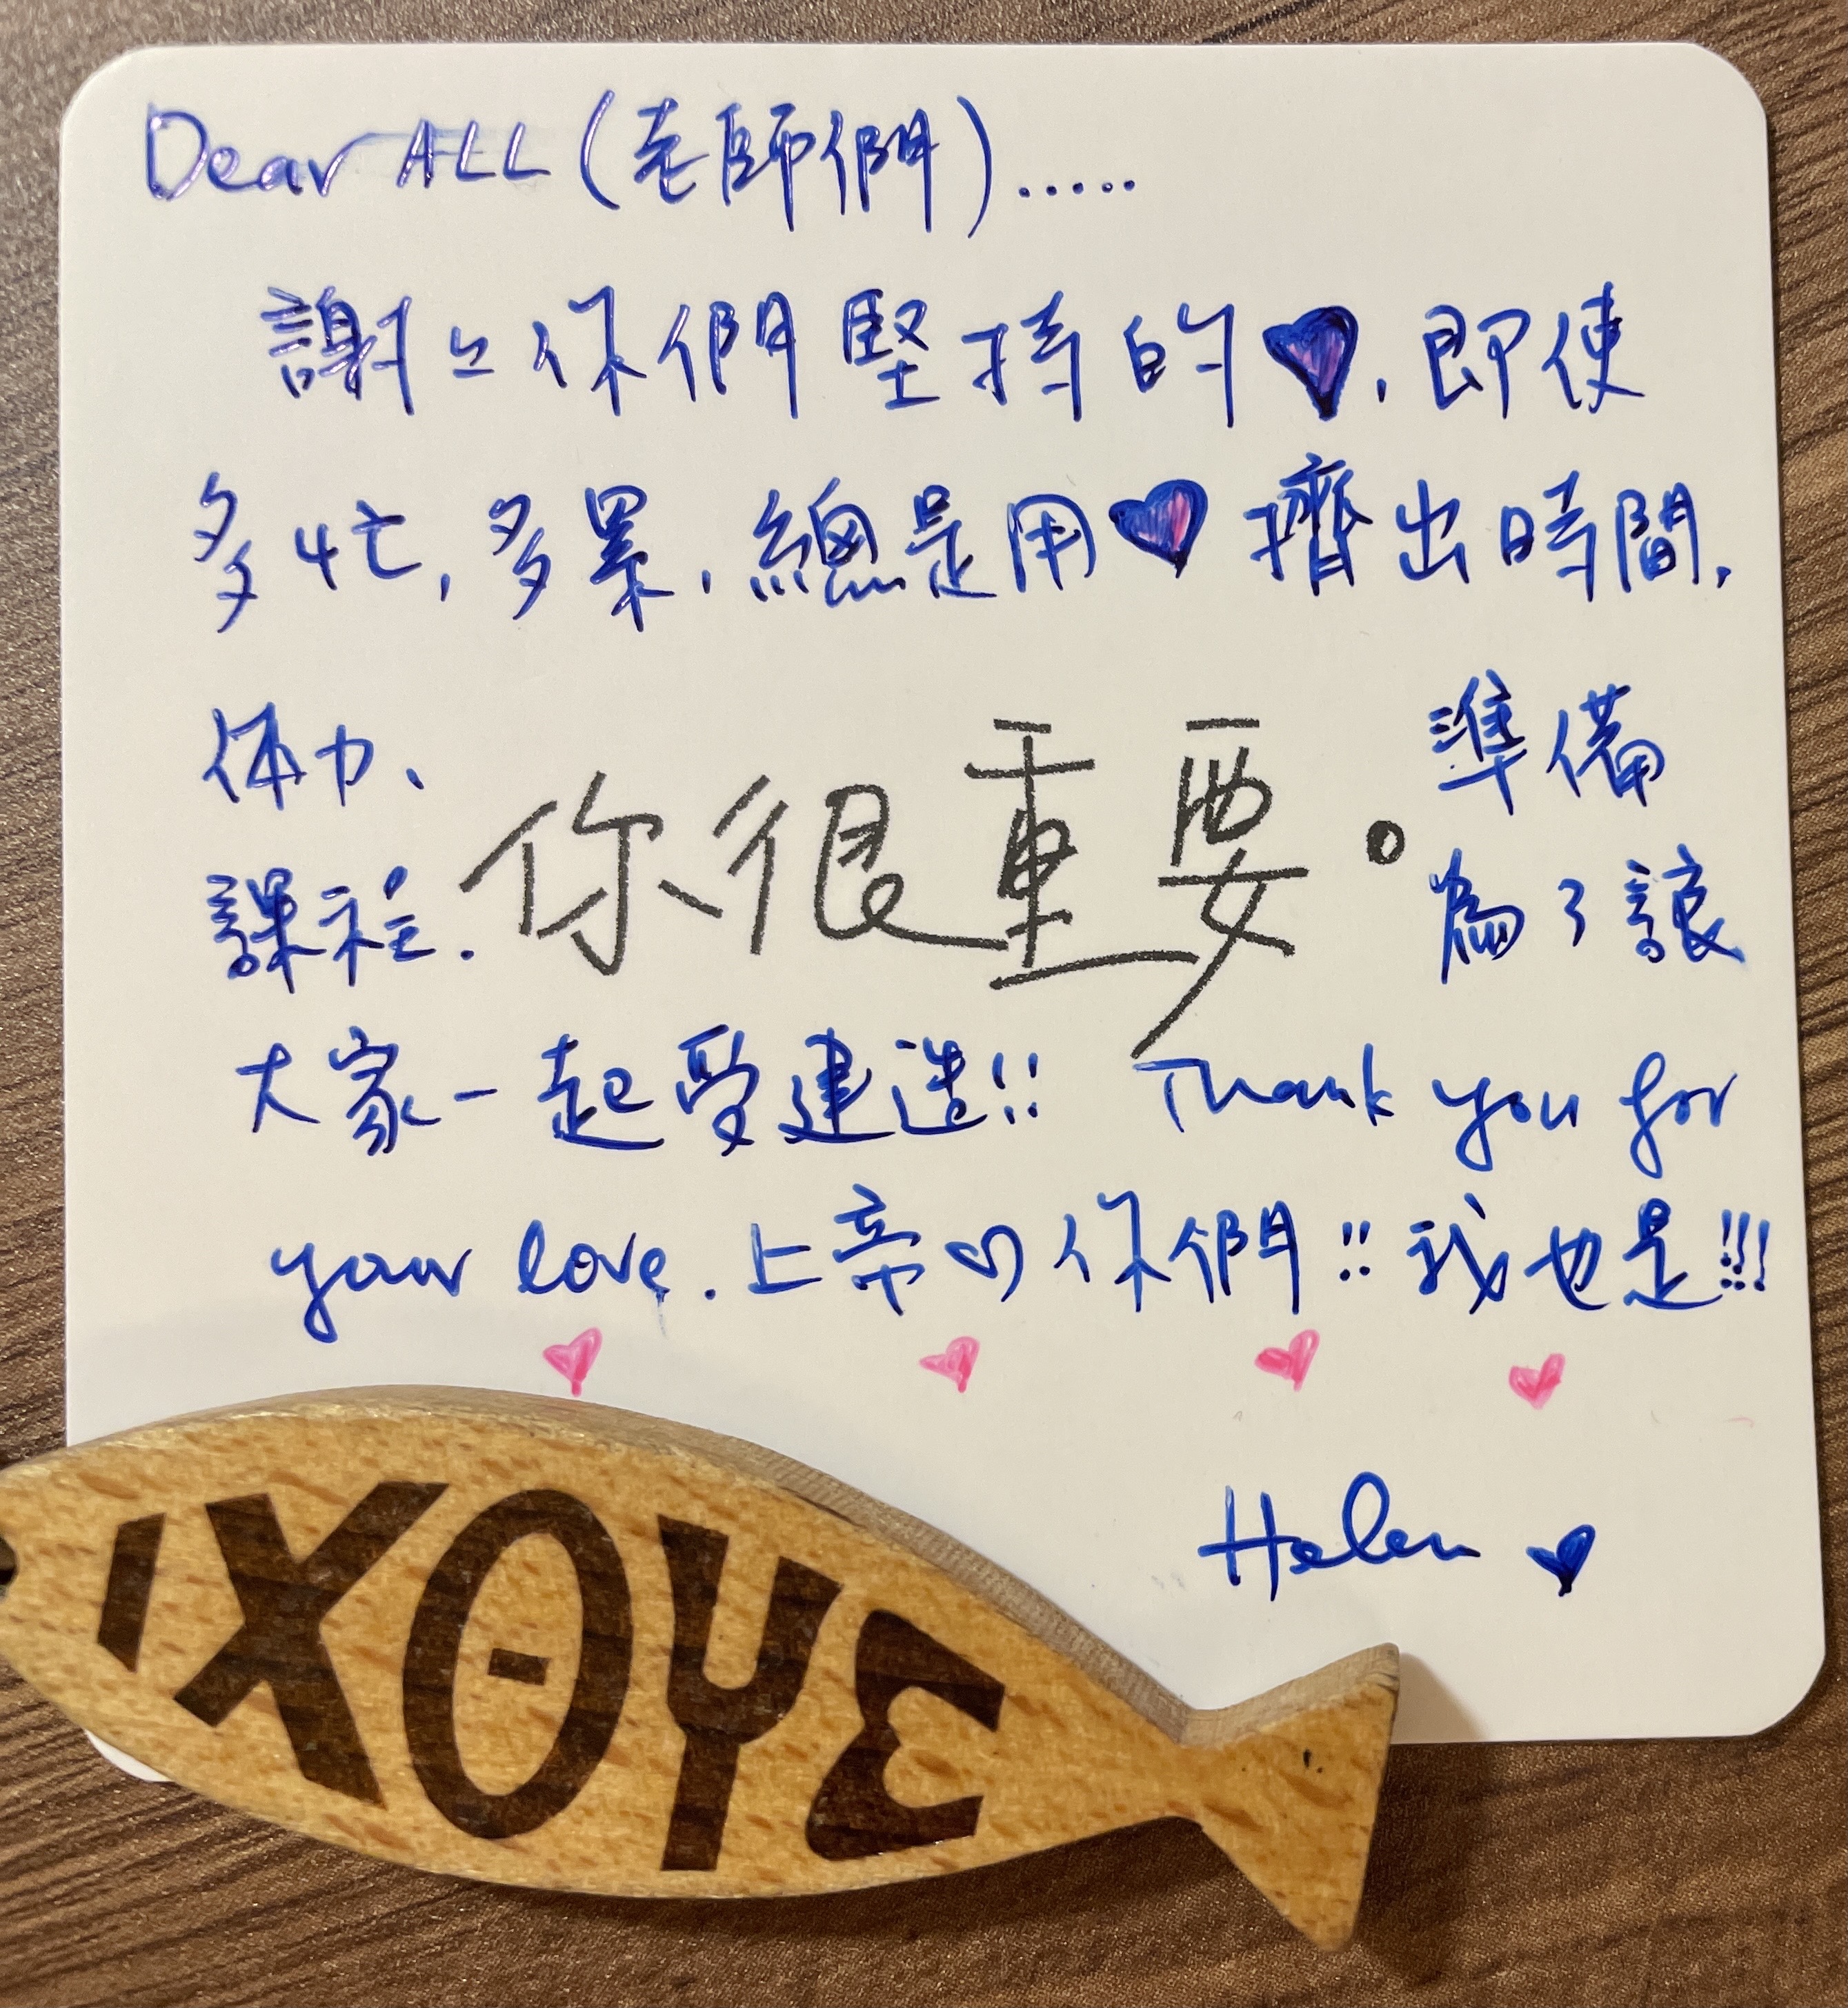 Dear ALL (老師們).....
謝々你們堅持的♥, 即使
多忙, 多累, 總是用♥擠出時間,
体力、 準備
你很重要。
課程. 為了讓
大家一起受建造!! Thank you for
your love. 上帝♡你們!! 我也是!!!
Helen ♥
ΙΧΘΥΣ